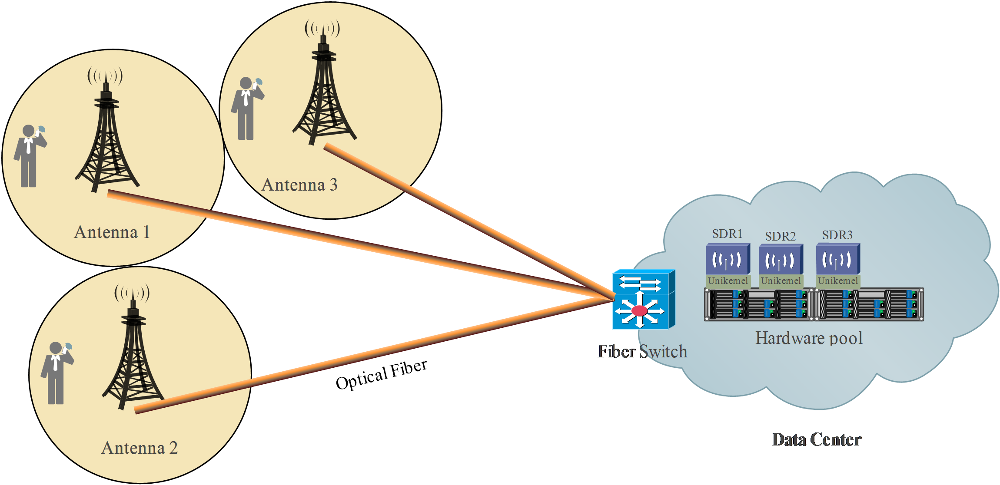 Antenna 3
Antenna 1
SDR1
SDR2
SDR3
Unikernel
Unikernel
Unikernel
Hardware pool
Fiber Switch
Optical Fiber
Data Center
Antenna 2